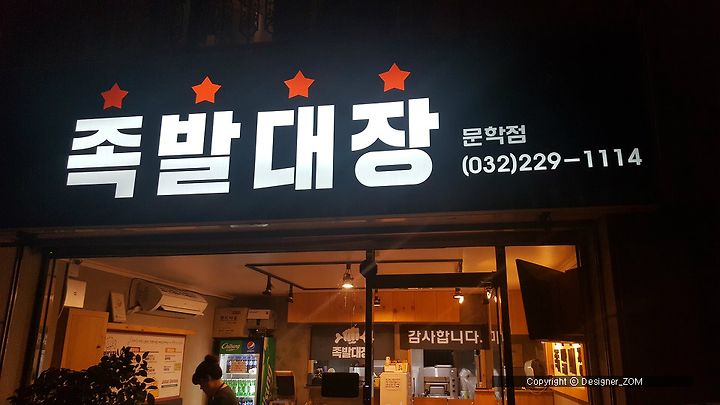 족발대장
문학점
(032)229-1114
족발대장
감사합니다.
Copyright ⓒ Designer_ZOM